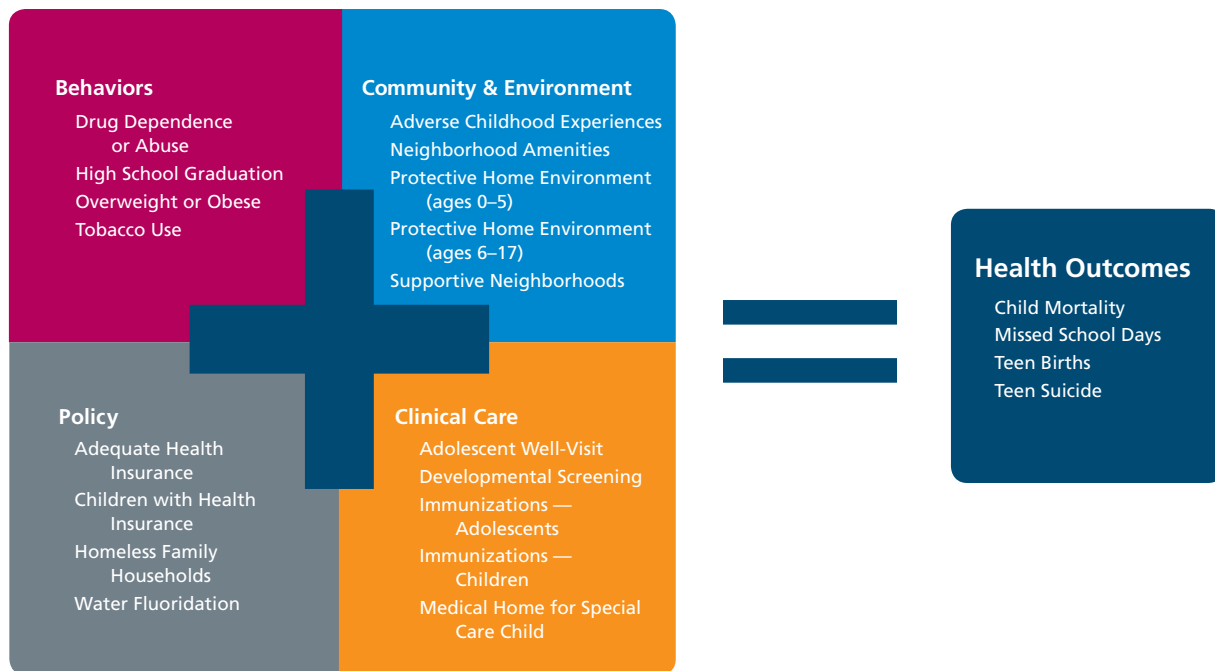 Behaviors
Drug Dependence
or Abuse
High School Graduation
Overweight or Obese
Tobacco Use
Community & Environment
Adverse Childhood Experiences
Neighborhood Amenities
Protective Home Environment
(ages 0–5)
Protective Home Environment
(ages 6–17)
Supportive Neighborhoods
Policy
Adequate Health
Insurance
Children with Health
Insurance
Homeless Family
Households
Water Fluoridation
Clinical Care
Adolescent Well-Visit
Developmental Screening
Immunizations —
Adolescents
Immunizations —
Children
Medical Home for Special
Care Child
Health Outcomes
Child Mortality
Missed School Days
Teen Births
Teen Suicide